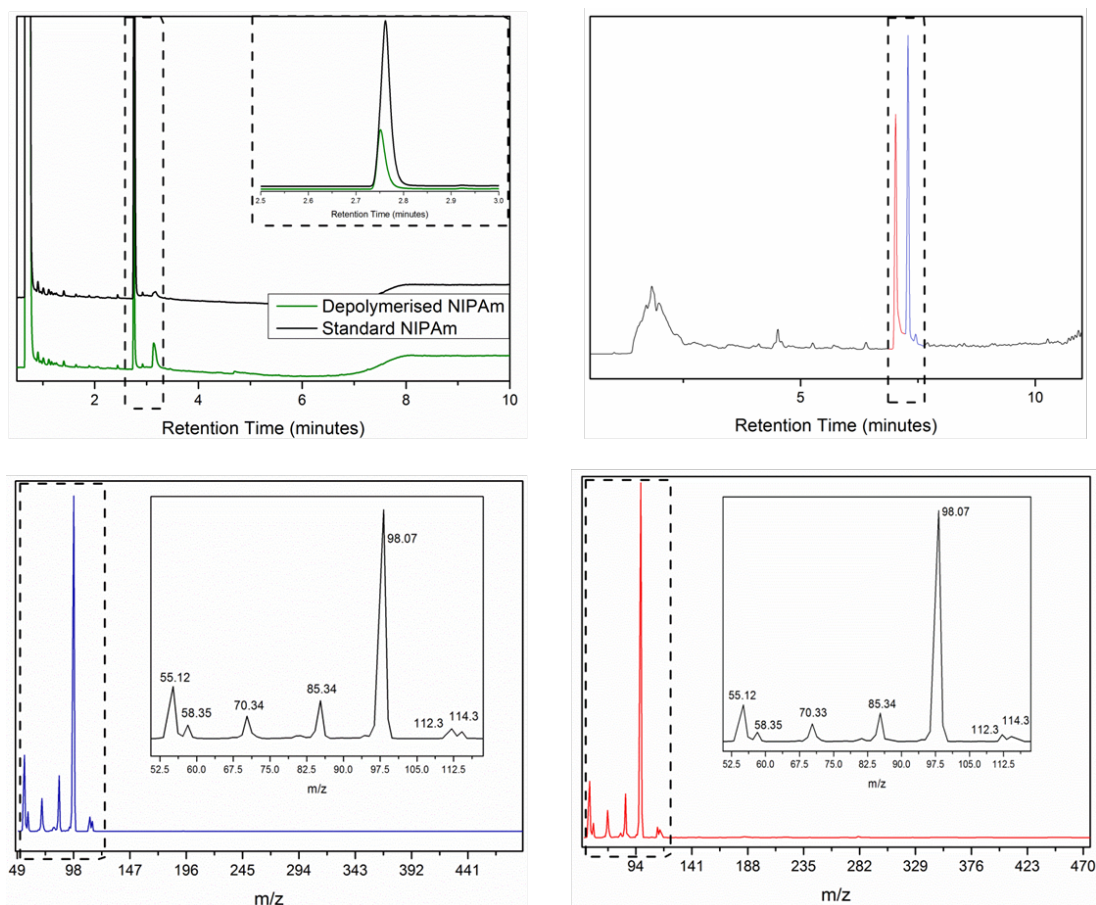 2.5 2.6 2.7 2.8 2.9 3.0
Retention Time (minutes)
Depolymerised NIPAm
Standard NIPAm
2 4 6 8 10
Retention Time (minutes)
5 10
Retention Time (minutes)
98.07
55.12
58.35
70.34
85.34
112.3
114.3
52.5 60.0 67.5 75.0 82.5 90.0 97.5 105.0 112.5
m/z
49 98 147 196 245 294 343 392 441
m/z
98.07
55.12
58.35
70.33
85.34
112.3
114.3
52.5 60.0 67.5 75.0 82.5 90.0 97.5 105.0 112.5
m/z
94 141 188 235 282 329 376 423 470
m/z